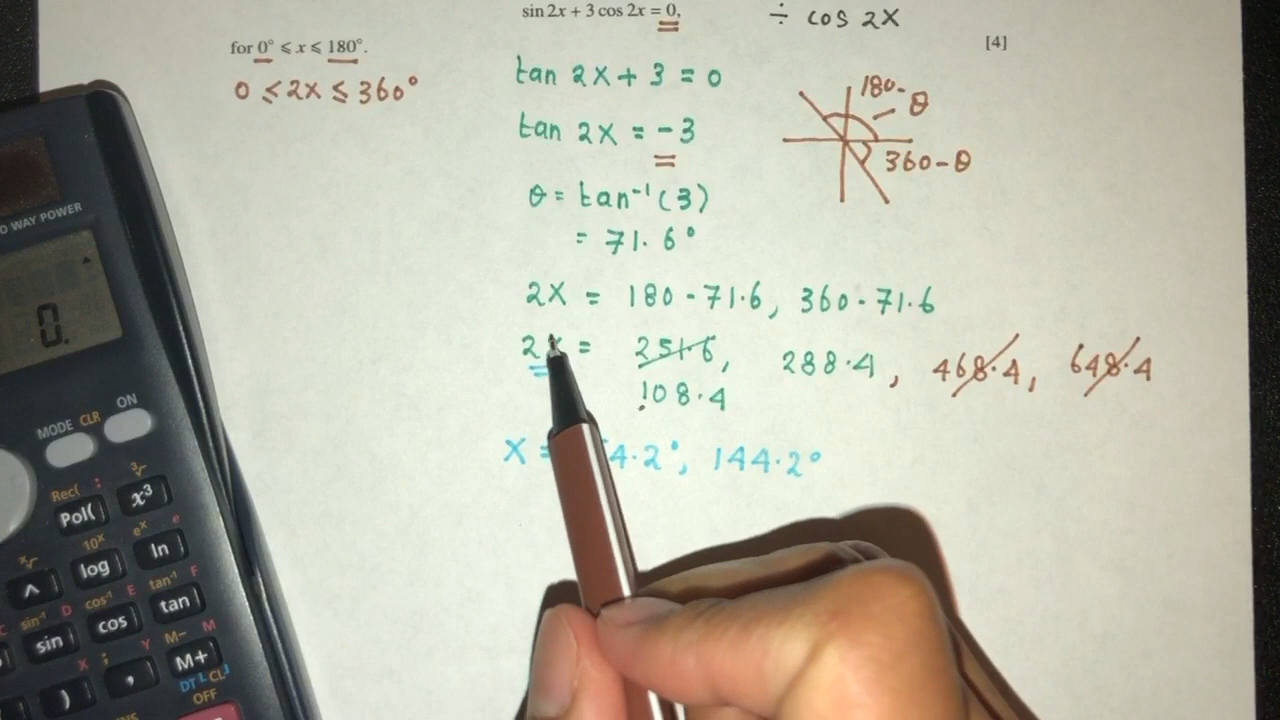 sin 2x + 3 cos 2x = 0,
÷ cos 2x
for 0° ⩽ x ⩽ 180°.
[4]
0 ⩽ 2x ⩽ 360°
tan 2x + 3 = 0
tan 2x = -3
180-θ
360-θ
θ = tan⁻¹(3)
= 71.6°
2x = 180 - 71.6, 360 - 71.6
2x = 251.6, 288.4, 468.4, 648.4
108.4
x = 4.2°, 144.2°
WAY POWER
0.
MODE CLR ON
Rec( :
Pol( x³
10ˣ eˣ e
^ log ln
sin⁻¹ D cos⁻¹ E tan⁻¹ F
sin cos tan
X ; Y M- M
) , M+
DT CL
OFF